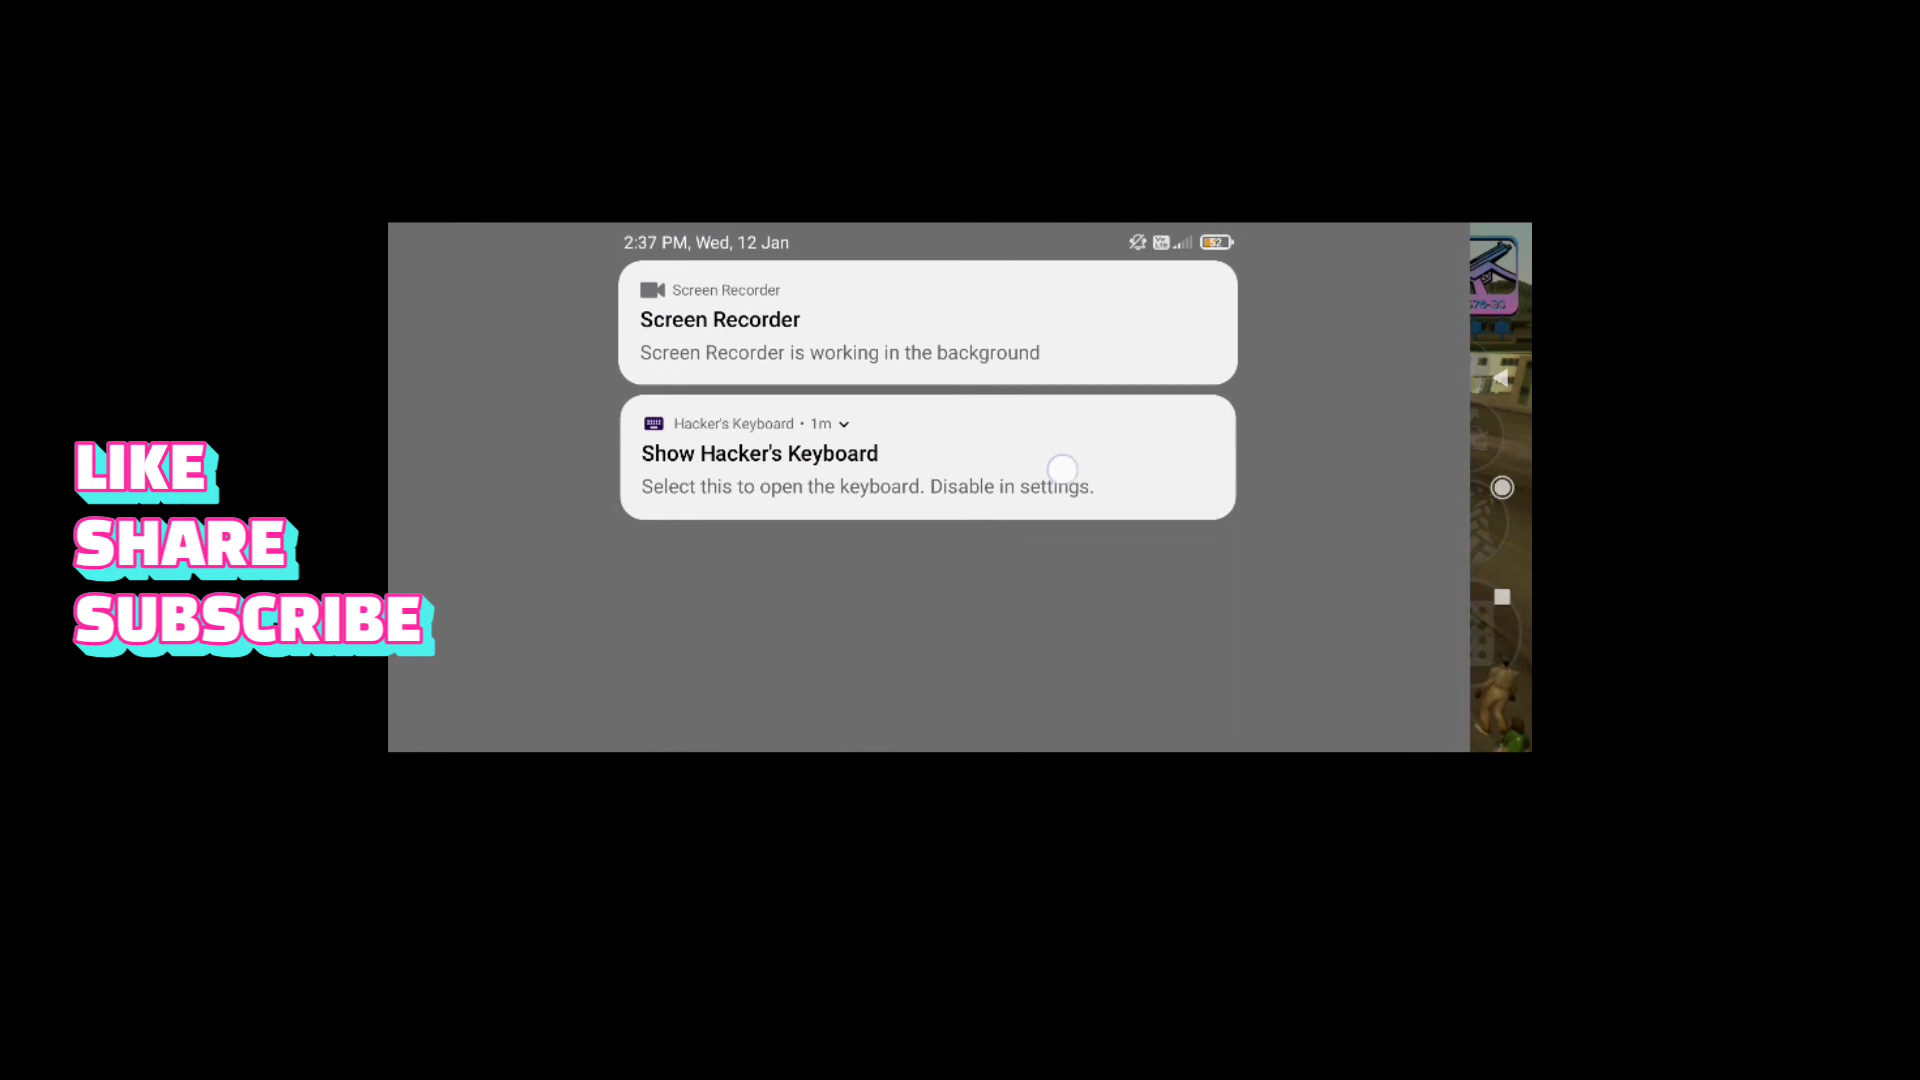 2:37 PM, Wed, 12 Jan
52
Screen Recorder
Screen Recorder
Screen Recorder is working in the background
Hacker's Keyboard • 1m
Show Hacker's Keyboard
Select this to open the keyboard. Disable in settings.
LIKE
SHARE
SUBSCRIBE